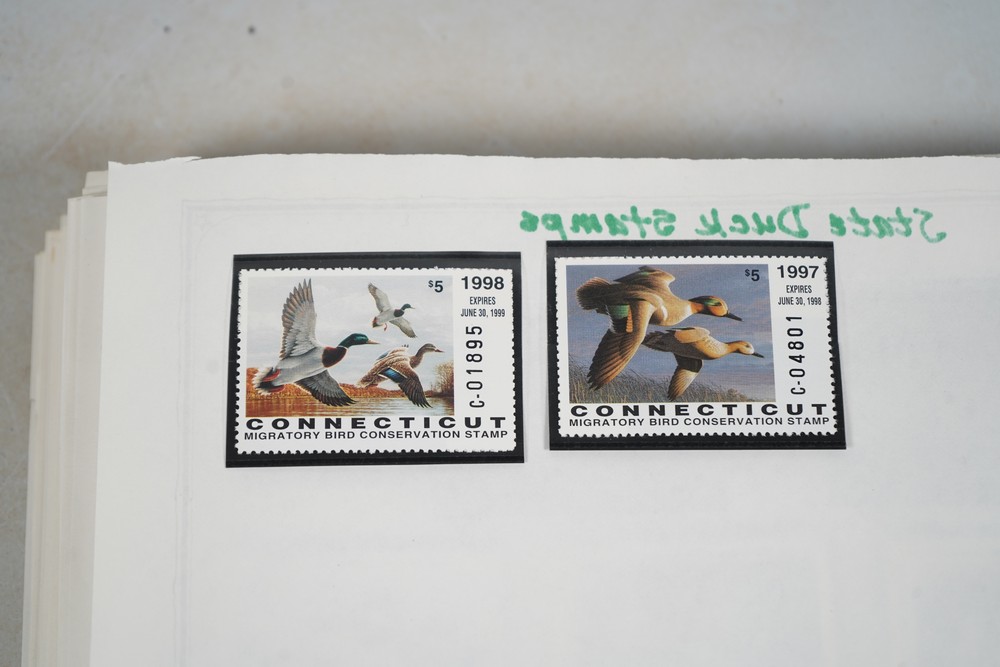 State Duck Stamps
$5 1998
EXPIRES
JUNE 30, 1999
C-01895
CONNECTICUT
MIGRATORY BIRD CONSERVATION STAMP
$5 1997
EXPIRES
JUNE 30, 1998
C-04801
CONNECTICUT
MIGRATORY BIRD CONSERVATION STAMP